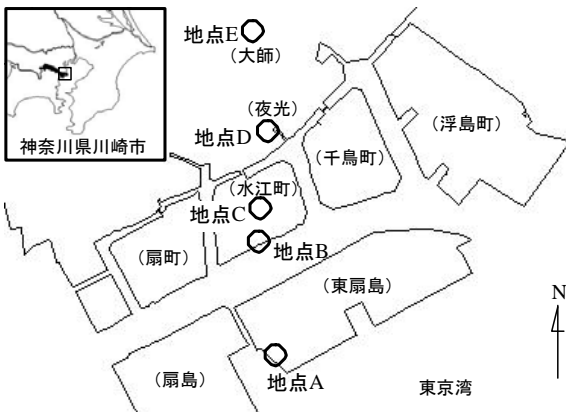 地点E
(大師)
神奈川県川崎市
(夜光)
地点D
(浮島町)
(千鳥町)
(水江町)
地点C
(扇町)
地点B
(東扇島)
N
(扇島)
地点A
東京湾